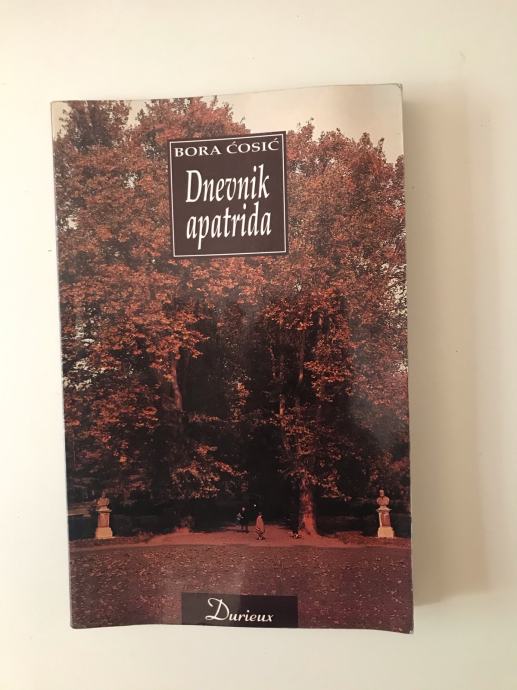 BORA ĆOSIĆ
Dnevnik
apatrida
Durieux